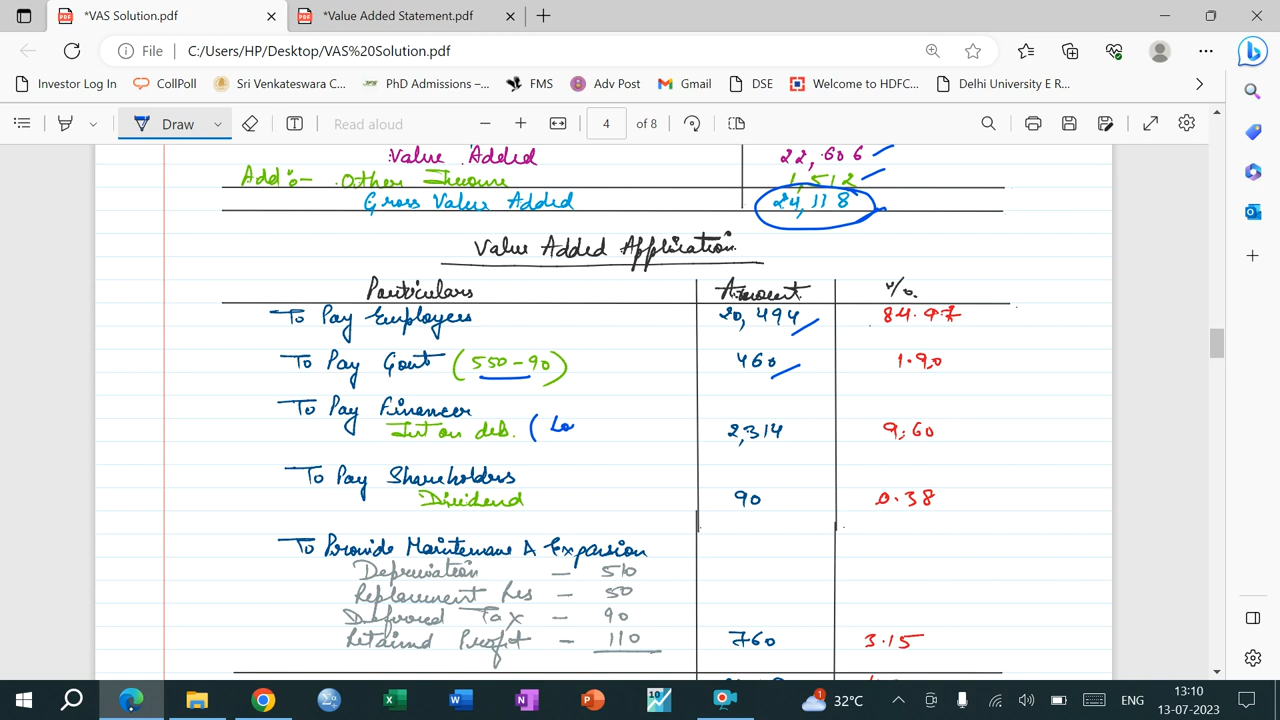 *VAS Solution.pdf
*Value Added Statement.pdf
File C:/Users/HP/Desktop/VAS%20Solution.pdf
Investor Log In CollPoll Sri Venkateswara C... PhD Admissions –... FMS Adv Post Gmail DSE Welcome to HDFC... Delhi University E R...
Draw Read aloud 4 of 8
Value Added 22,606
Add:- Other Income 1,512
Gross Value Added 24,118
Value Added Application
Particulars Amount %
To Pay Employees 20,494 84.97
To Pay Govt (550-90) 460 1.90
To Pay Financer
Int on deb. ( Lo 2,314 9.60
To Pay Shareholders
Dividend 90 0.38
To Provide Maintenance & Expansion
Depreciation — 510
Replacement Res — 50
Deferred Tax — 90
Retained Profit — 110 760 3.15
32°C ENG 13:10
13-07-2023